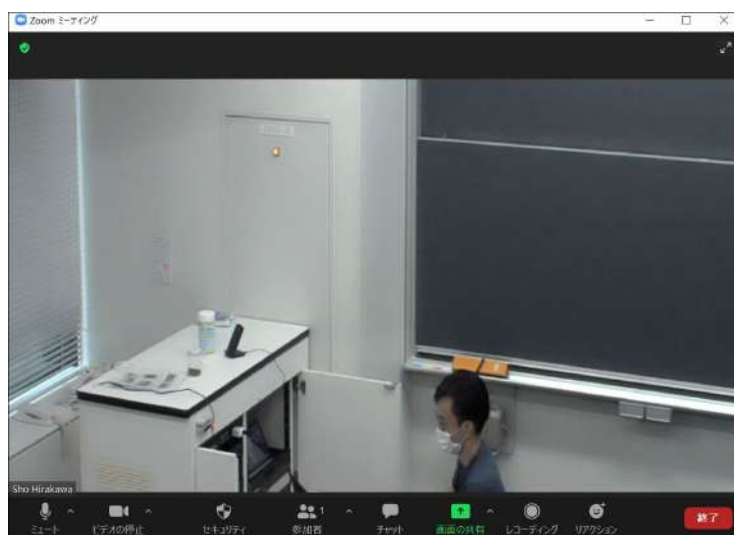 Zoom ミーティング
Sho Hirakawa
ミュート
ビデオの停止
セキュリティ
参加者
1
チャット
画面の共有
レコーディング
リアクション
終了